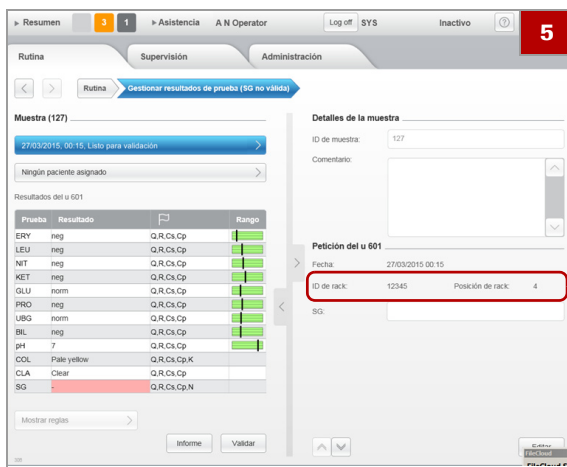 Resumen 3 1 Asistencia A N Operator Log off SYS Inactivo ?
5
Rutina Supervisión Administración
Rutina Gestionar resultados de prueba (SG no válida)
Muestra (127)
27/03/2015, 00:15, Listo para validación
Ningún paciente asignado
Resultados del u 601
Prueba Resultado Rango
ERY neg Q,R,Cs,Cp
LEU neg Q,R,Cs,Cp
NIT neg Q,R,Cs,Cp
KET neg Q,R,Cs,Cp
GLU norm Q,R,Cs,Cp
PRO neg Q,R,Cs,Cp
UBG norm Q,R,Cs,Cp
BIL neg Q,R,Cs,Cp
pH 7 Q,R,Cs,Cp
COL Pale yellow Q,R,Cs,Cp,K
CLA Clear Q,R,Cs,Cp
SG - Q,R,Cs,Cp,N
Mostrar reglas
Informe Validar
Detalles de la muestra
ID de muestra: 127
Comentario:
Petición del u 601
Fecha: 27/03/2015 00:15
ID de rack: 12345 Posición de rack: 4
SG:
Editar
FileCloud